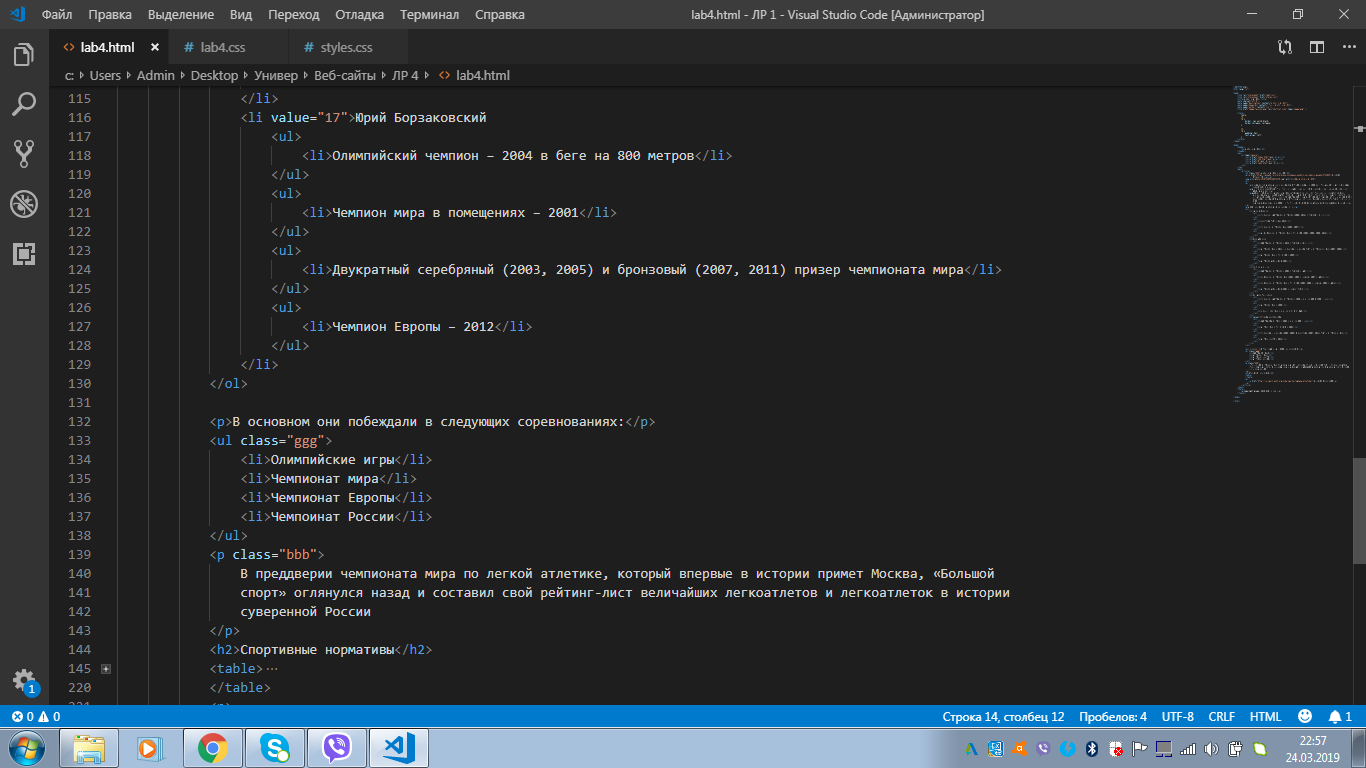 Файл Правка Выделение Вид Переход Отладка Терминал Справка lab4.html - ЛР 1 - Visual Studio Code [Администратор]
<> lab4.html × # lab4.css # styles.css
c: › Users › Admin › Desktop › Универ › Веб-сайты › ЛР 4 › <> lab4.html
115 </li>
116 <li value="17">Юрий Борзаковский
117 <ul>
118 <li>Олимпийский чемпион – 2004 в беге на 800 метров</li>
119 </ul>
120 <ul>
121 <li>Чемпион мира в помещениях – 2001</li>
122 </ul>
123 <ul>
124 <li>Двукратный серебряный (2003, 2005) и бронзовый (2007, 2011) призер чемпионата мира</li>
125 </ul>
126 <ul>
127 <li>Чемпион Европы – 2012</li>
128 </ul>
129 </li>
130 </ol>
131
132 <p>В основном они побеждали в следующих соревнованиях:</p>
133 <ul class="ggg">
134 <li>Олимпийские игры</li>
135 <li>Чемпионат мира</li>
136 <li>Чемпионат Европы</li>
137 <li>Чемпоинат России</li>
138 </ul>
139 <p class="bbb">
140 В преддверии чемпионата мира по легкой атлетике, который впервые в истории примет Москва, «Большой
141 спорт» оглянулся назад и составил свой рейтинг-лист величайших легкоатлетов и легкоатлеток в истории
142 суверенной России
143 </p>
144 <h2>Спортивные нормативы</h2>
145 <table>⋯
220 </table>
1
0 0 Строка 14, столбец 12 Пробелов: 4 UTF-8 CRLF HTML 1
22:57
24.03.2019